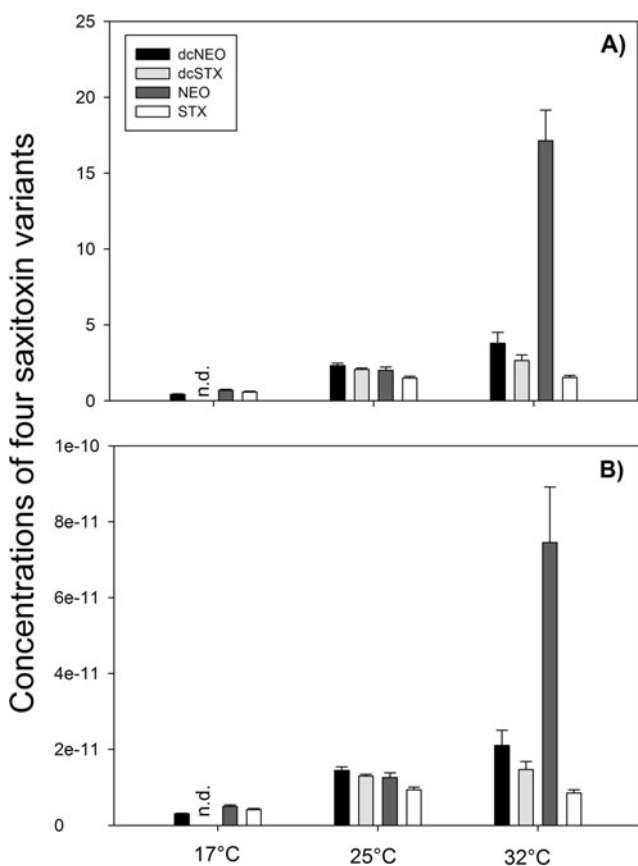 Concentrations of four saxitoxin variants
A)
25
20
15
10
5
0
dcNEO
dcSTX
NEO
STX
n.d.
B)
1e-10
8e-11
6e-11
4e-11
2e-11
0
n.d.
17°C 25°C 32°C